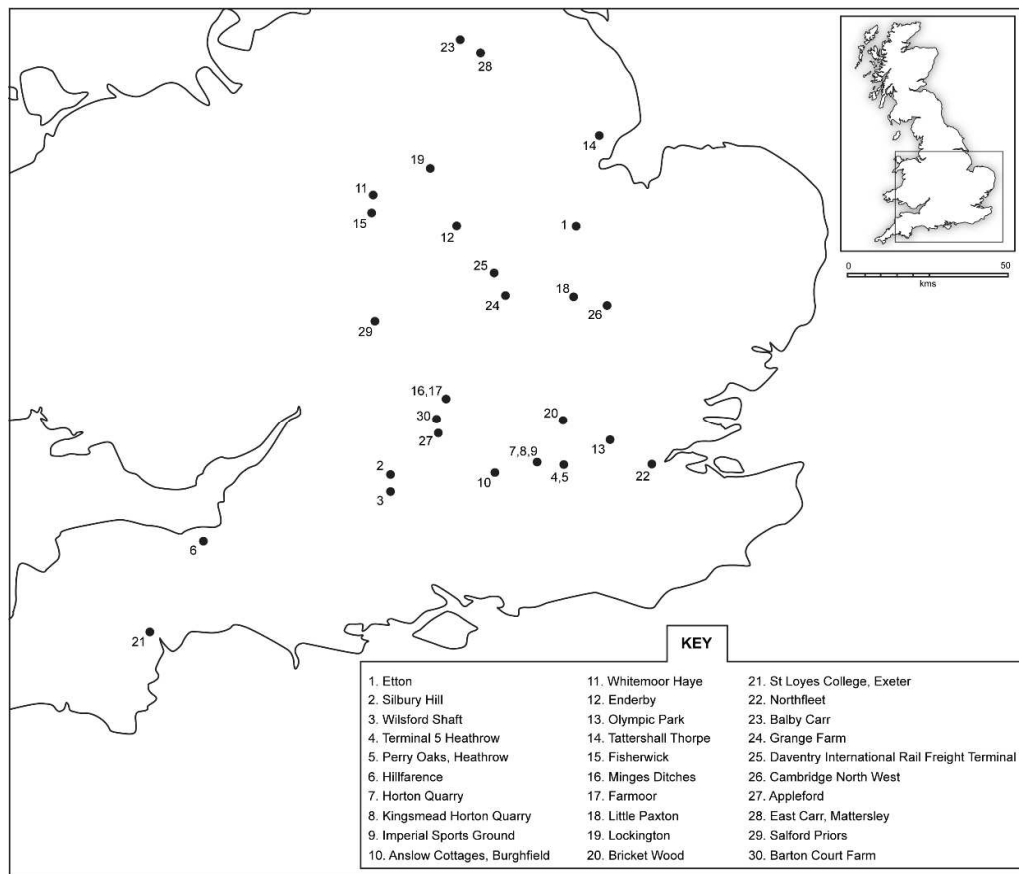 23
28
14
19
11
15
12
1
25
24
18
26
29
16,17
30
27
20
13
7,8,9
4,5
22
2
3
10
6
21
0
50
kms
KEY
1. Etton
2. Silbury Hill
3. Wilsford Shaft
4. Terminal 5 Heathrow
5. Perry Oaks, Heathrow
6. Hillfarence
7. Horton Quarry
8. Kingsmead Horton Quarry
9. Imperial Sports Ground
10. Anslow Cottages, Burghfield
11. Whitemoor Haye
12. Enderby
13. Olympic Park
14. Tattershall Thorpe
15. Fisherwick
16. Minges Ditches
17. Farmoor
18. Little Paxton
19. Lockington
20. Bricket Wood
21. St Loyes College, Exeter
22. Northfleet
23. Balby Carr
24. Grange Farm
25. Daventry International Rail Freight Terminal
26. Cambridge North West
27. Appleford
28. East Carr, Mattersley
29. Salford Priors
30. Barton Court Farm